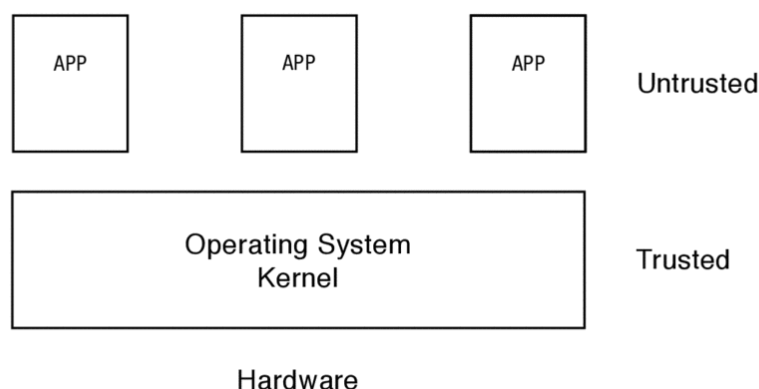 APP
APP
APP
Untrusted
Operating System
Kernel
Trusted
Hardware